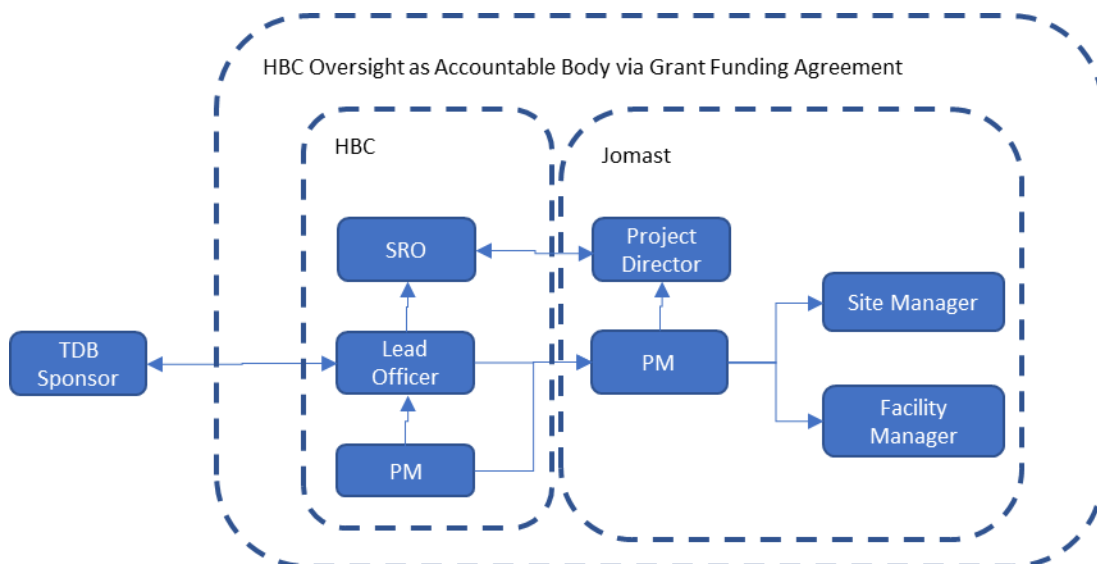 HBC Oversight as Accountable Body via Grant Funding Agreement
HBC
Jomast
SRO
Project
Director
Site Manager
TDB
Sponsor
Lead
Officer
PM
Facility
Manager
PM